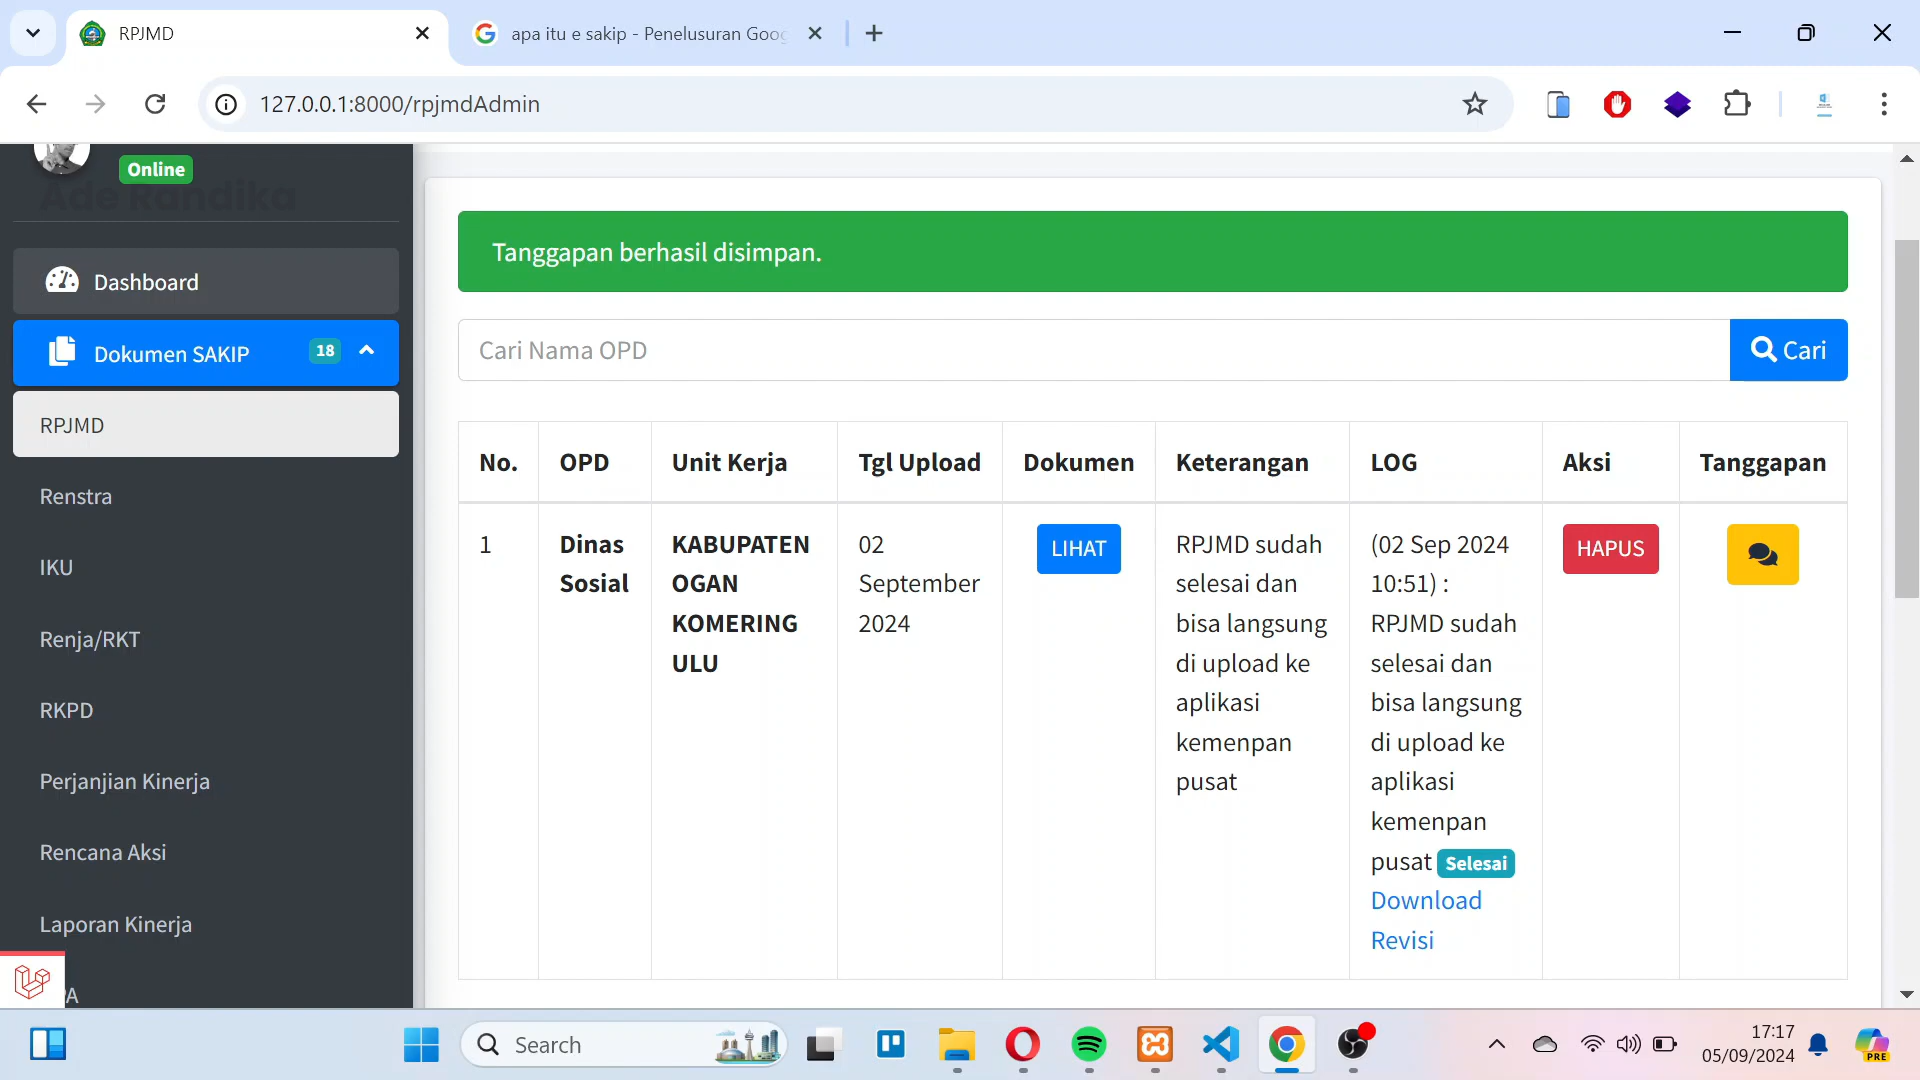 RPJMD
apa itu e sakip - Penelusuran Goog
127.0.0.1:8000/rpjmdAdmin
Online
Ade Randika
Dashboard
Dokumen SAKIP 18
RPJMD
Renstra
IKU
Renja/RKT
RKPD
Perjanjian Kinerja
Rencana Aksi
Laporan Kinerja
PA
Tanggapan berhasil disimpan.
Cari Nama OPD
Cari
No. OPD Unit Kerja Tgl Upload Dokumen Keterangan LOG Aksi Tanggapan
1
Dinas
Sosial
KABUPATEN
OGAN
KOMERING
ULU
02
September
2024
LIHAT
RPJMD sudah
selesai dan
bisa langsung
di upload ke
aplikasi
kemenpan
pusat
(02 Sep 2024
10:51) :
RPJMD sudah
selesai dan
bisa langsung
di upload ke
aplikasi
kemenpan
pusat Selesai
Download
Revisi
HAPUS
Search
PRE
17:17
05/09/2024